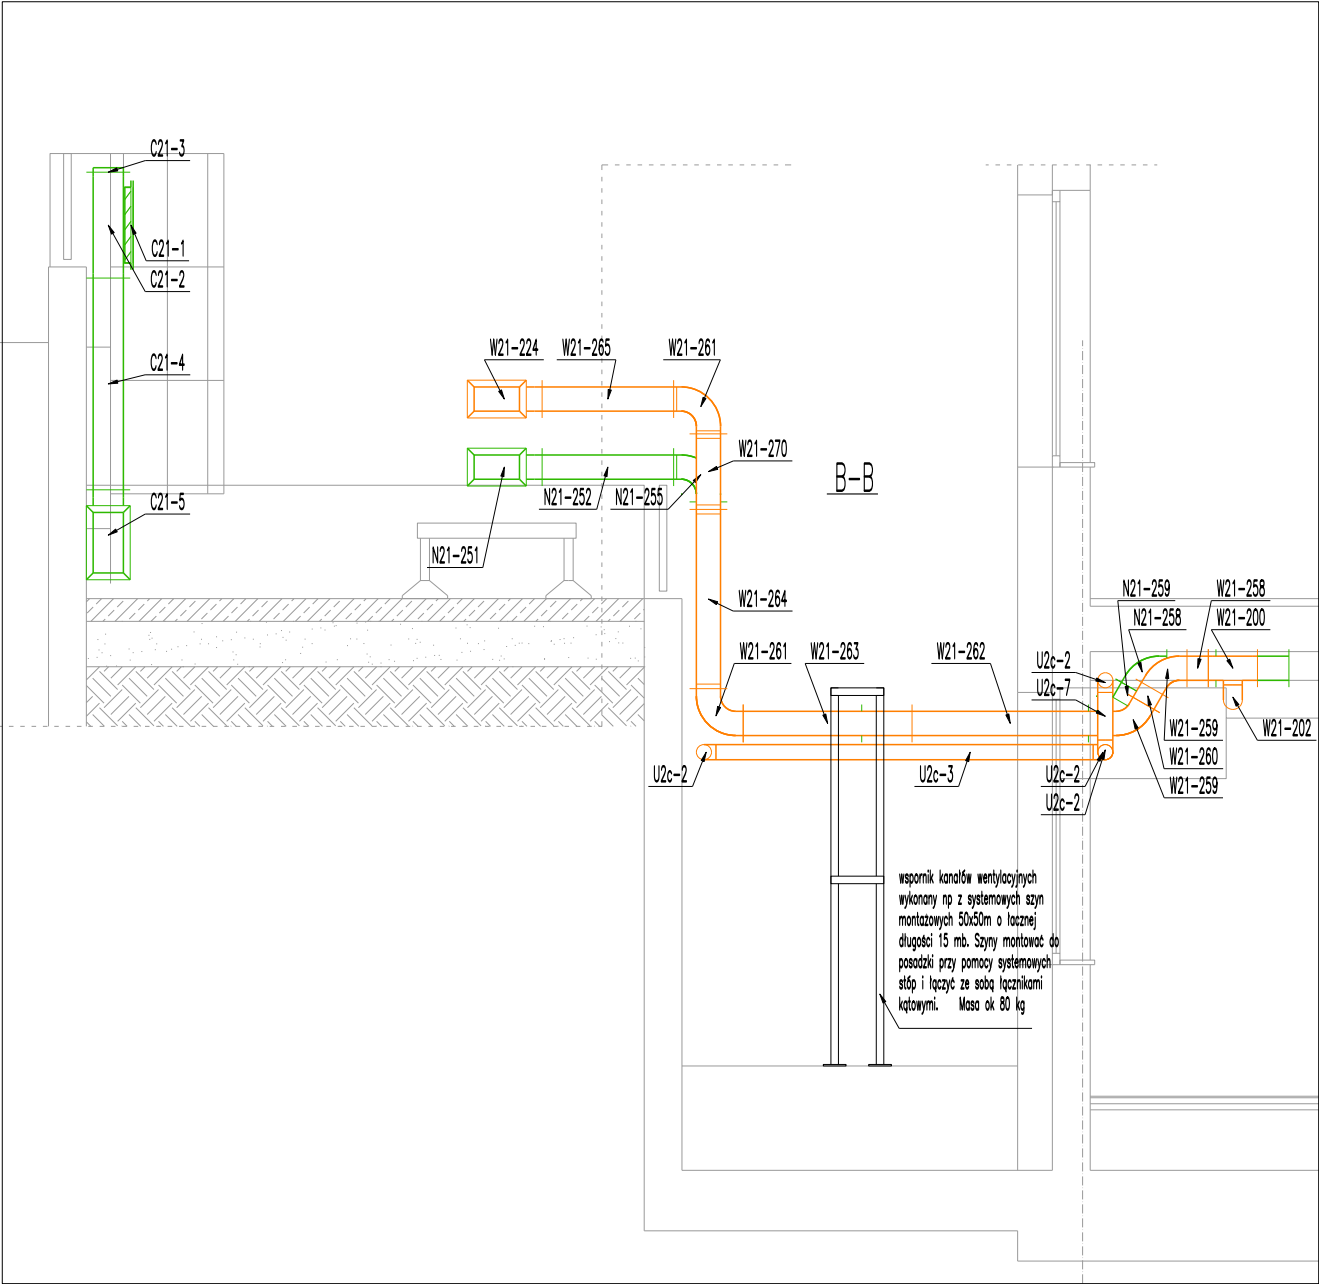 C21-3
C21-1
C21-2
C21-4
C21-5
W21-224
W21-265
W21-261
W21-270
B-B
N21-252
N21-255
N21-251
W21-264
N21-259
W21-258
N21-258
W21-200
W21-261
W21-263
W21-262
U2c-2
U2c-7
W21-259
W21-202
W21-260
U2c-2
U2c-3
U2c-2
W21-259
U2c-2
wspornik kanałów wentylacyjnych
wykonany np z systemowych szyn
montażowych 50x50m o łacznej
długości 15 mb. Szyny montować do
posadzki przy pomocy systemowych
stóp i łączyć ze sobą łącznikami
kątowymi. Masa ok 80 kg